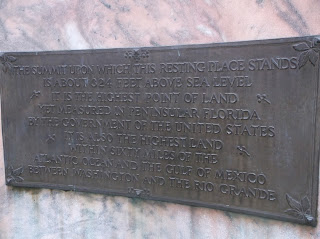 THE SUMMIT UPON WHICH THIS RESTING PLACE STANDS
IS ABOUT 324 FEET ABOVE SEA LEVEL
IT IS THE HIGHEST POINT OF LAND
YET MEASURED IN PENINSULAR FLORIDA
BY THE GOVERNMENT OF THE UNITED STATES
IT IS ALSO THE HIGHEST LAND
WITHIN SIXTY MILES OF THE
ATLANTIC OCEAN AND THE GULF OF MEXICO
BETWEEN WASHINGTON AND THE RIO GRANDE